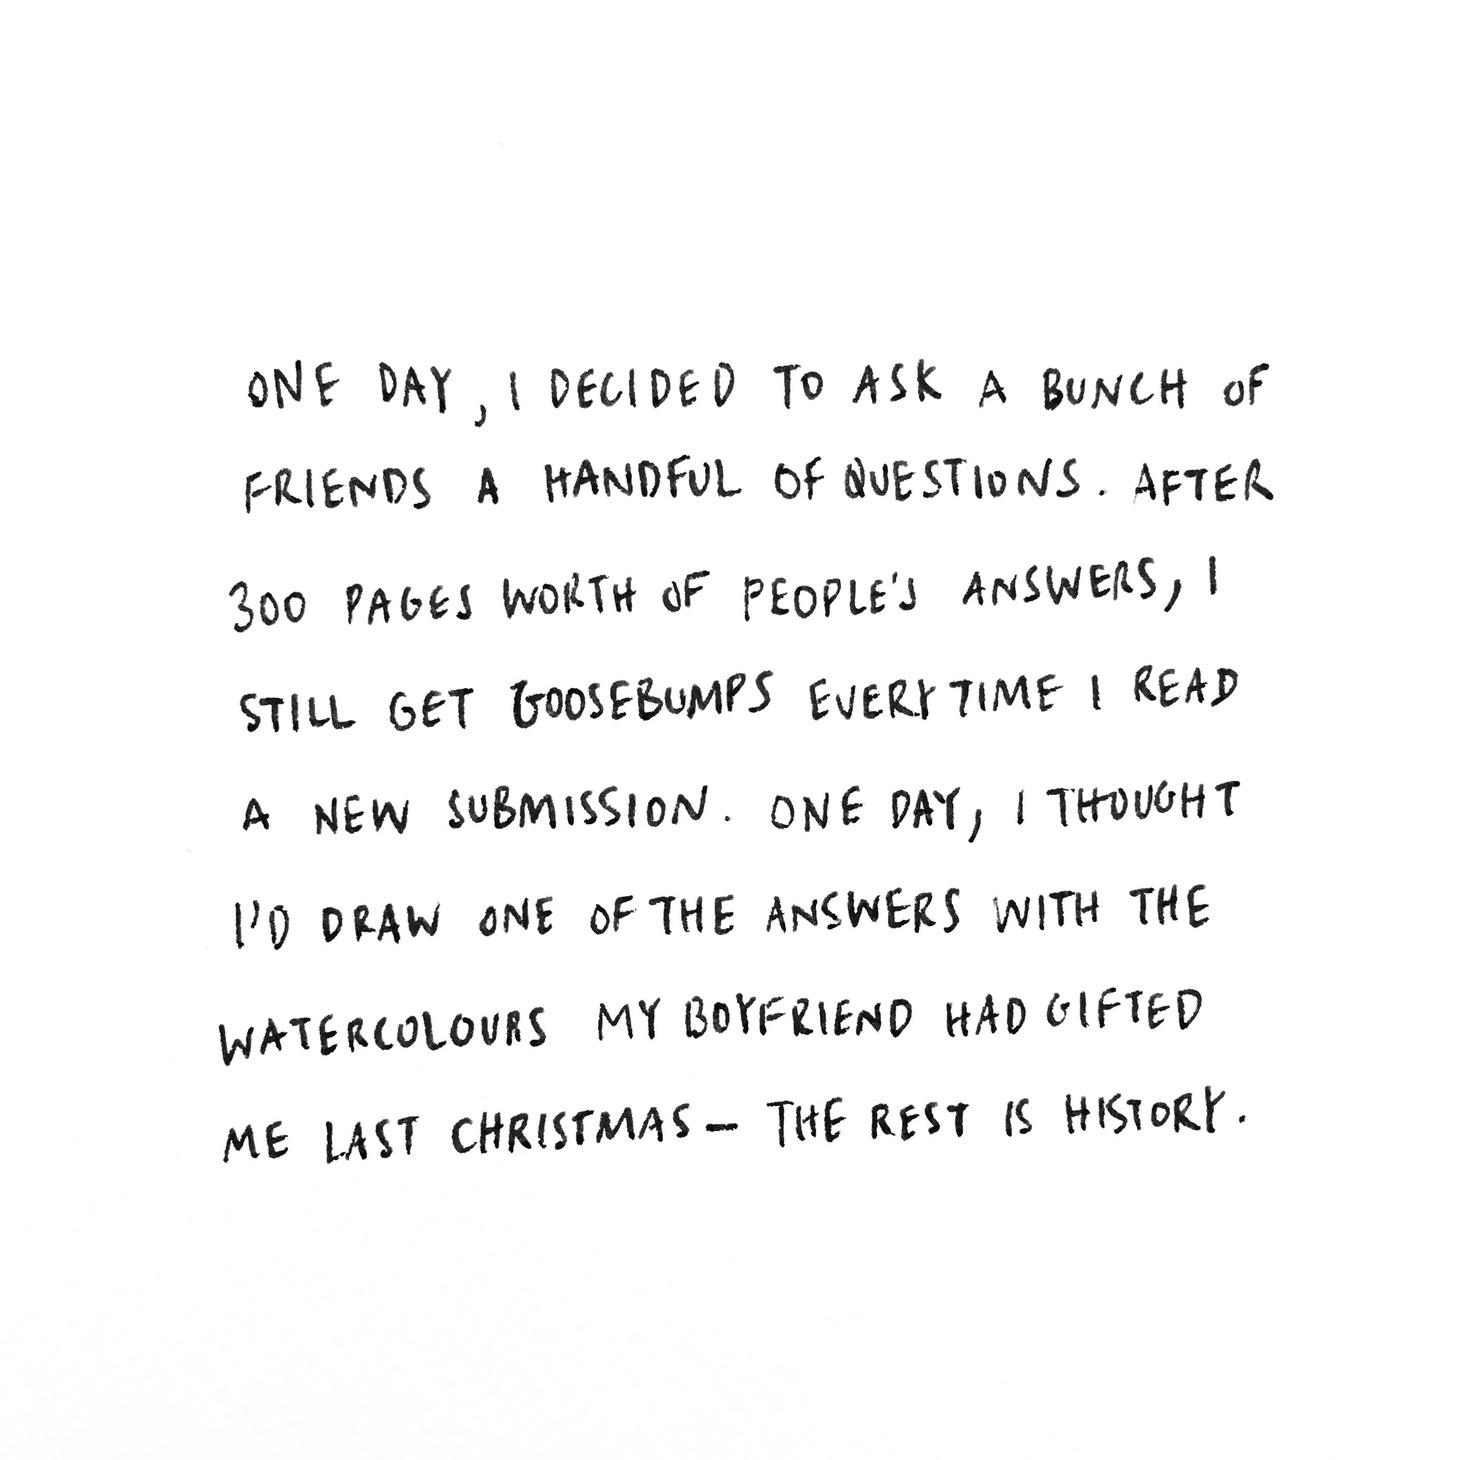 ONE DAY, I DECIDED TO ASK A BUNCH OF
FRIENDS A HANDFUL OF QUESTIONS. AFTER
300 PAGES WORTH OF PEOPLE'S ANSWERS, I
STILL GET GOOSEBUMPS EVERYTIME I READ
A NEW SUBMISSION. ONE DAY, I THOUGHT
I'D DRAW ONE OF THE ANSWERS WITH THE
WATERCOLOURS MY BOYFRIEND HAD GIFTED
ME LAST CHRISTMAS — THE REST IS HISTORY.